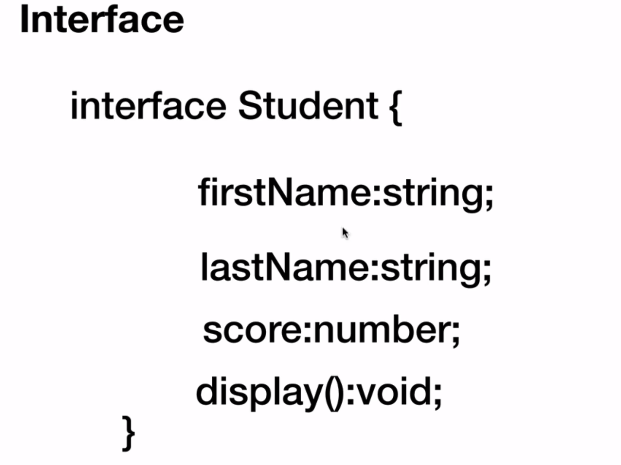 Interface
interface Student {
firstName:string;
lastName:string;
score:number;
display():void;
}